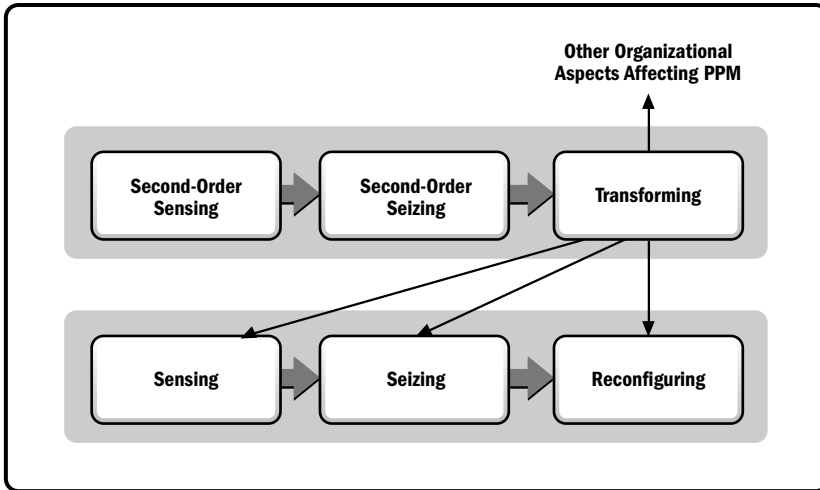 Other Organizational
Aspects Affecting PPM
Second-Order
Sensing
Second-Order
Seizing
Transforming
Sensing
Seizing
Reconfiguring